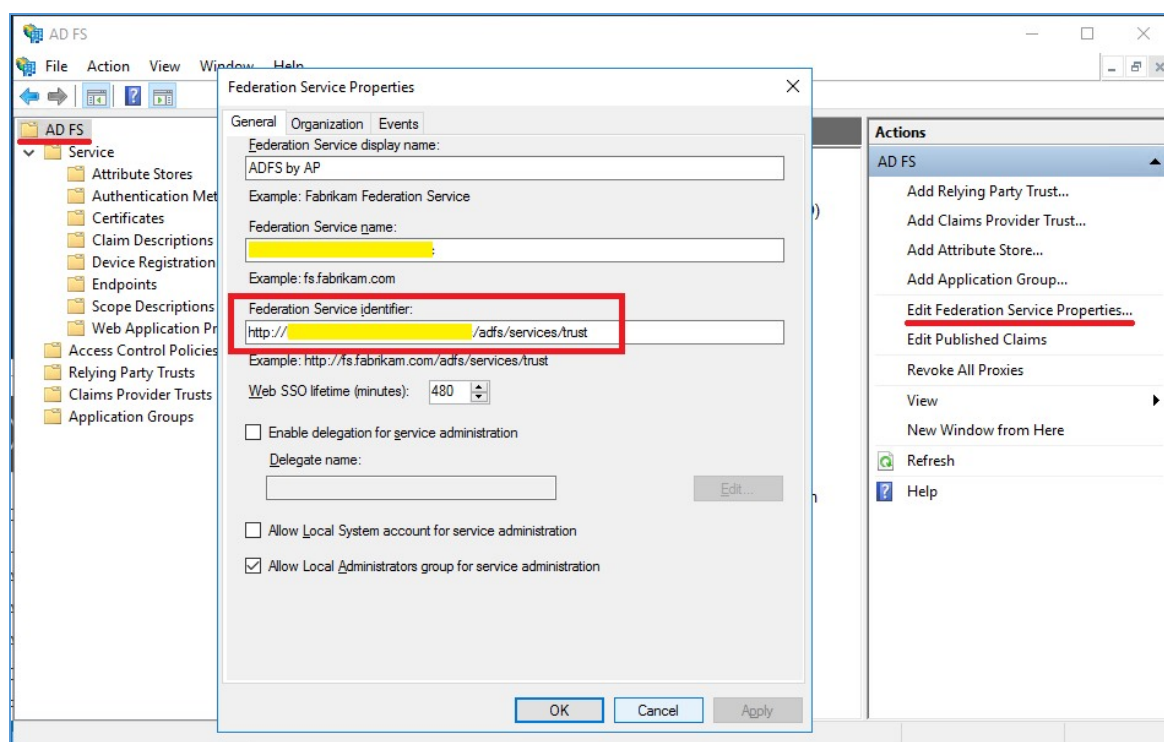 AD FS
File Action View Window Help
Federation Service Properties
General Organization Events
Federation Service display name:
ADFS by AP
Example: Fabrikam Federation Service
Federation Service name:
Example: fs.fabrikam.com
Federation Service identifier:
http:// /adfs/services/trust
Example: http://fs.fabrikam.com/adfs/services/trust
Web SSO lifetime (minutes): 480
Enable delegation for service administration
Delegate name:
Edit...
Allow Local System account for service administration
Allow Local Administrators group for service administration
OK Cancel Apply
AD FS
Service
Attribute Stores
Authentication Met
Certificates
Claim Descriptions
Device Registration
Endpoints
Scope Descriptions
Web Application Pr
Access Control Policies
Relying Party Trusts
Claims Provider Trusts
Application Groups
Actions
AD FS
Add Relying Party Trust...
Add Claims Provider Trust...
Add Attribute Store...
Add Application Group...
Edit Federation Service Properties...
Edit Published Claims
Revoke All Proxies
View
New Window from Here
Refresh
Help